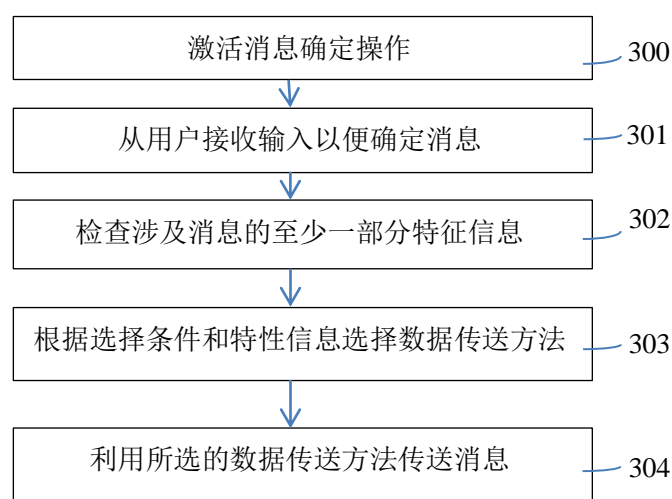 激活消息确定操作
300
从用户接收输入以便确定消息
301
检查涉及消息的至少一部分特征信息
302
根据选择条件和特性信息选择数据传送方法
303
利用所选的数据传送方法传送消息
304